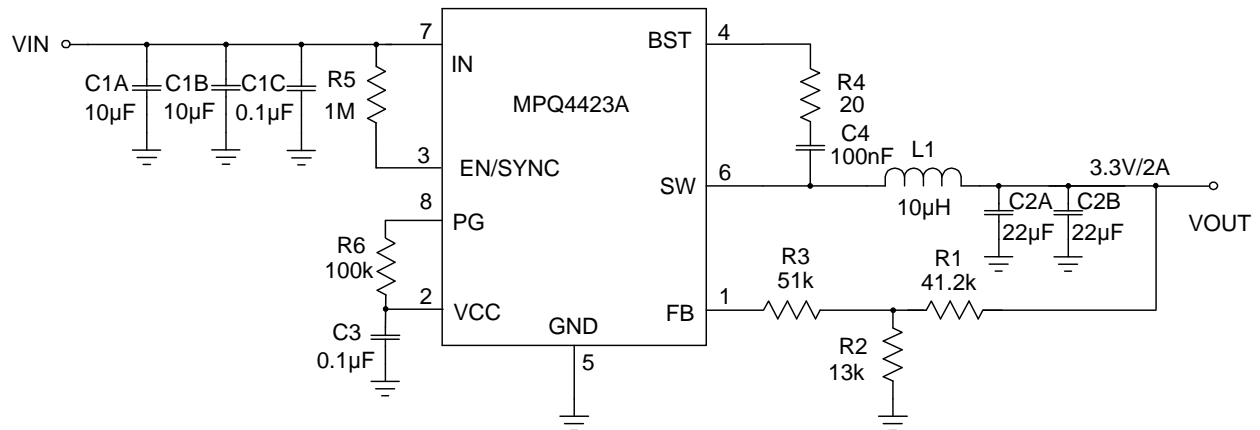 VIN
C1A
10µF
C1B
10µF
C1C
0.1µF
R5
1M
7
IN
3
EN/SYNC
8
PG
R6
100k
2
VCC
C3
0.1µF
MPQ4423A
GND
5
BST
4
R4
20
C4
100nF
SW
6
L1
10µH
3.3V/2A
C2A
22µF
C2B
22µF
VOUT
FB
1
R3
51k
R1
41.2k
R2
13k